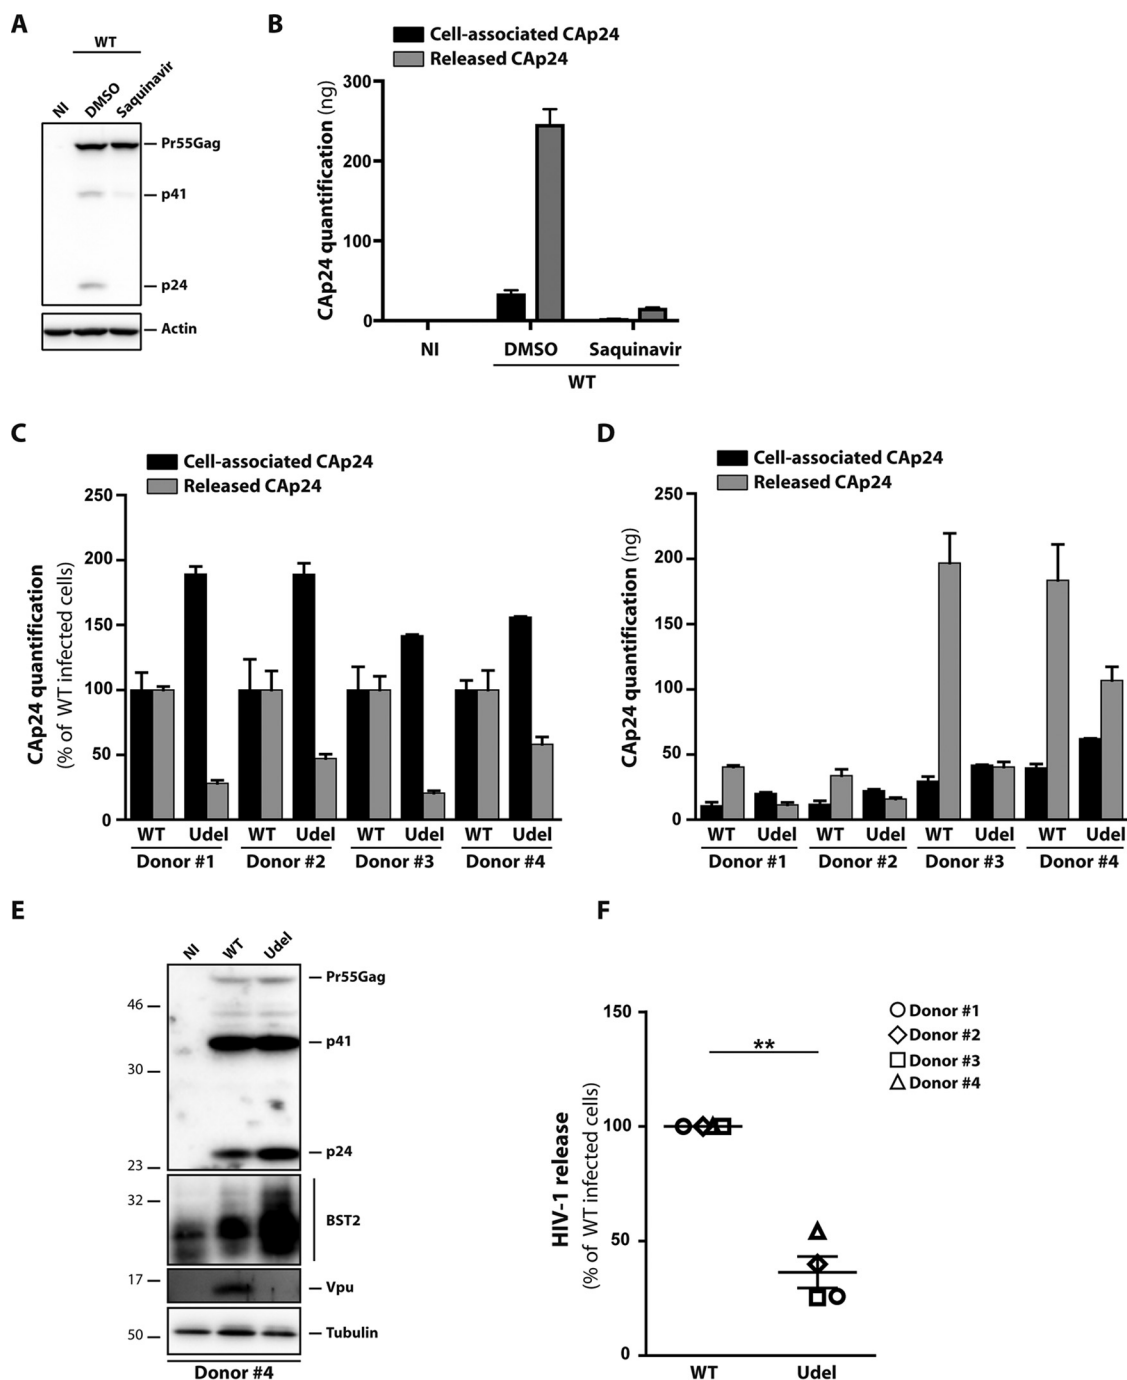 A
WT
NI
DMSO
Saquinavir
Pr55Gag
p41
p24
Actin
B
Cell-associated CAp24
Released CAp24
CAp24 quantification (ng)
300
200
100
0
NI
DMSO
Saquinavir
WT
C
Cell-associated CAp24
Released CAp24
CAp24 quantification
(% of WT infected cells)
250
200
150
100
50
0
WT Udel WT Udel WT Udel WT Udel
Donor #1 Donor #2 Donor #3 Donor #4
D
Cell-associated CAp24
Released CAp24
CAp24 quantification (ng)
250
200
150
100
50
0
WT Udel WT Udel WT Udel WT Udel
Donor #1 Donor #2 Donor #3 Donor #4
E
NI
WT
Udel
Pr55Gag
46
p41
30
p24
23
32
BST2
17
Vpu
50
Tubulin
Donor #4
F
HIV-1 release
(% of WT infected cells)
150
100
50
0
**
Donor #1
Donor #2
Donor #3
Donor #4
WT
Udel